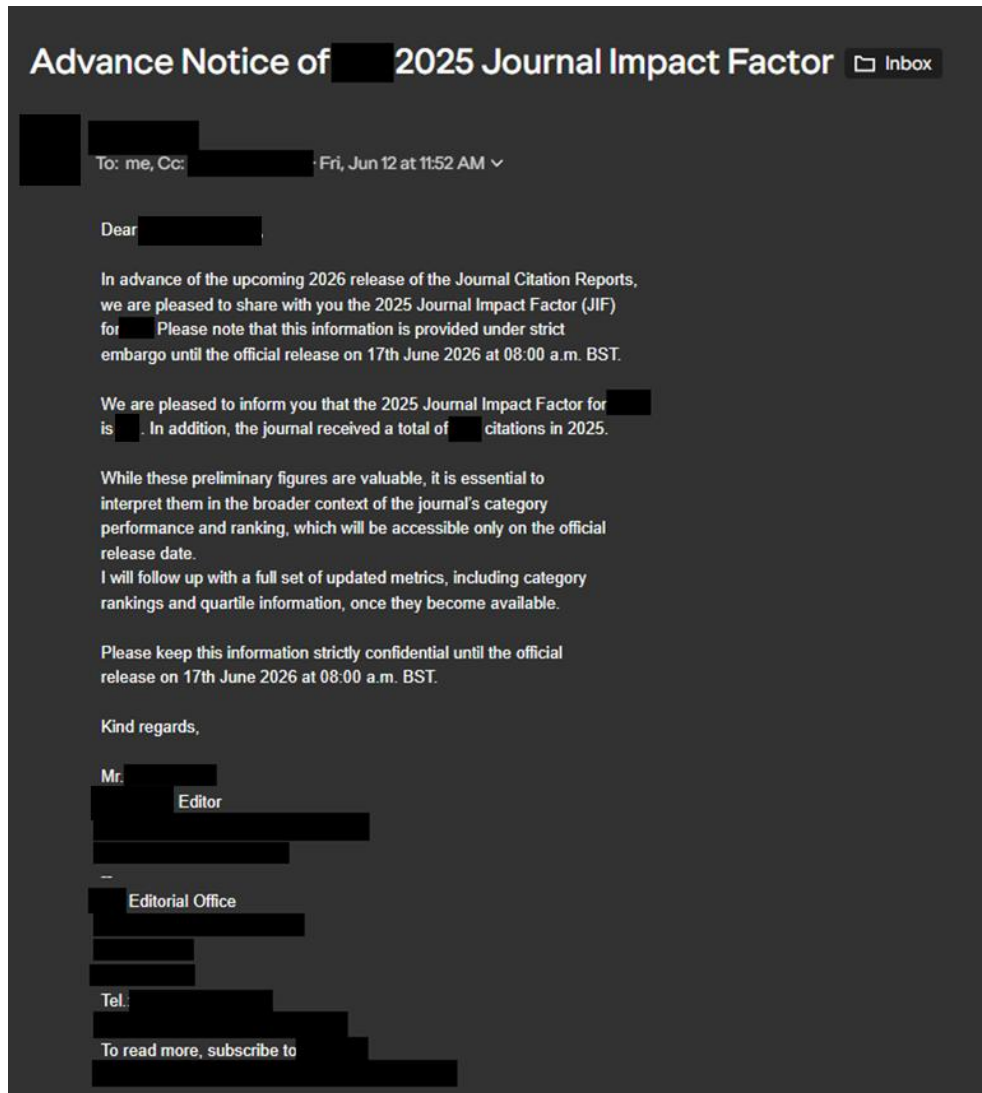 Advance Notice of 2025 Journal Impact Factor Inbox
To: me, Cc: · Fri, Jun 12 at 11:52 AM
Dear ,
In advance of the upcoming 2026 release of the Journal Citation Reports,
we are pleased to share with you the 2025 Journal Impact Factor (JIF)
for Please note that this information is provided under strict
embargo until the official release on 17th June 2026 at 08:00 a.m. BST.
We are pleased to inform you that the 2025 Journal Impact Factor for
is . In addition, the journal received a total of citations in 2025.
While these preliminary figures are valuable, it is essential to
interpret them in the broader context of the journal's category
performance and ranking, which will be accessible only on the official
release date.
I will follow up with a full set of updated metrics, including category
rankings and quartile information, once they become available.
Please keep this information strictly confidential until the official
release on 17th June 2026 at 08:00 a.m. BST.
Kind regards,
Mr.
Editor
--
Editorial Office
Tel.:
To read more, subscribe to